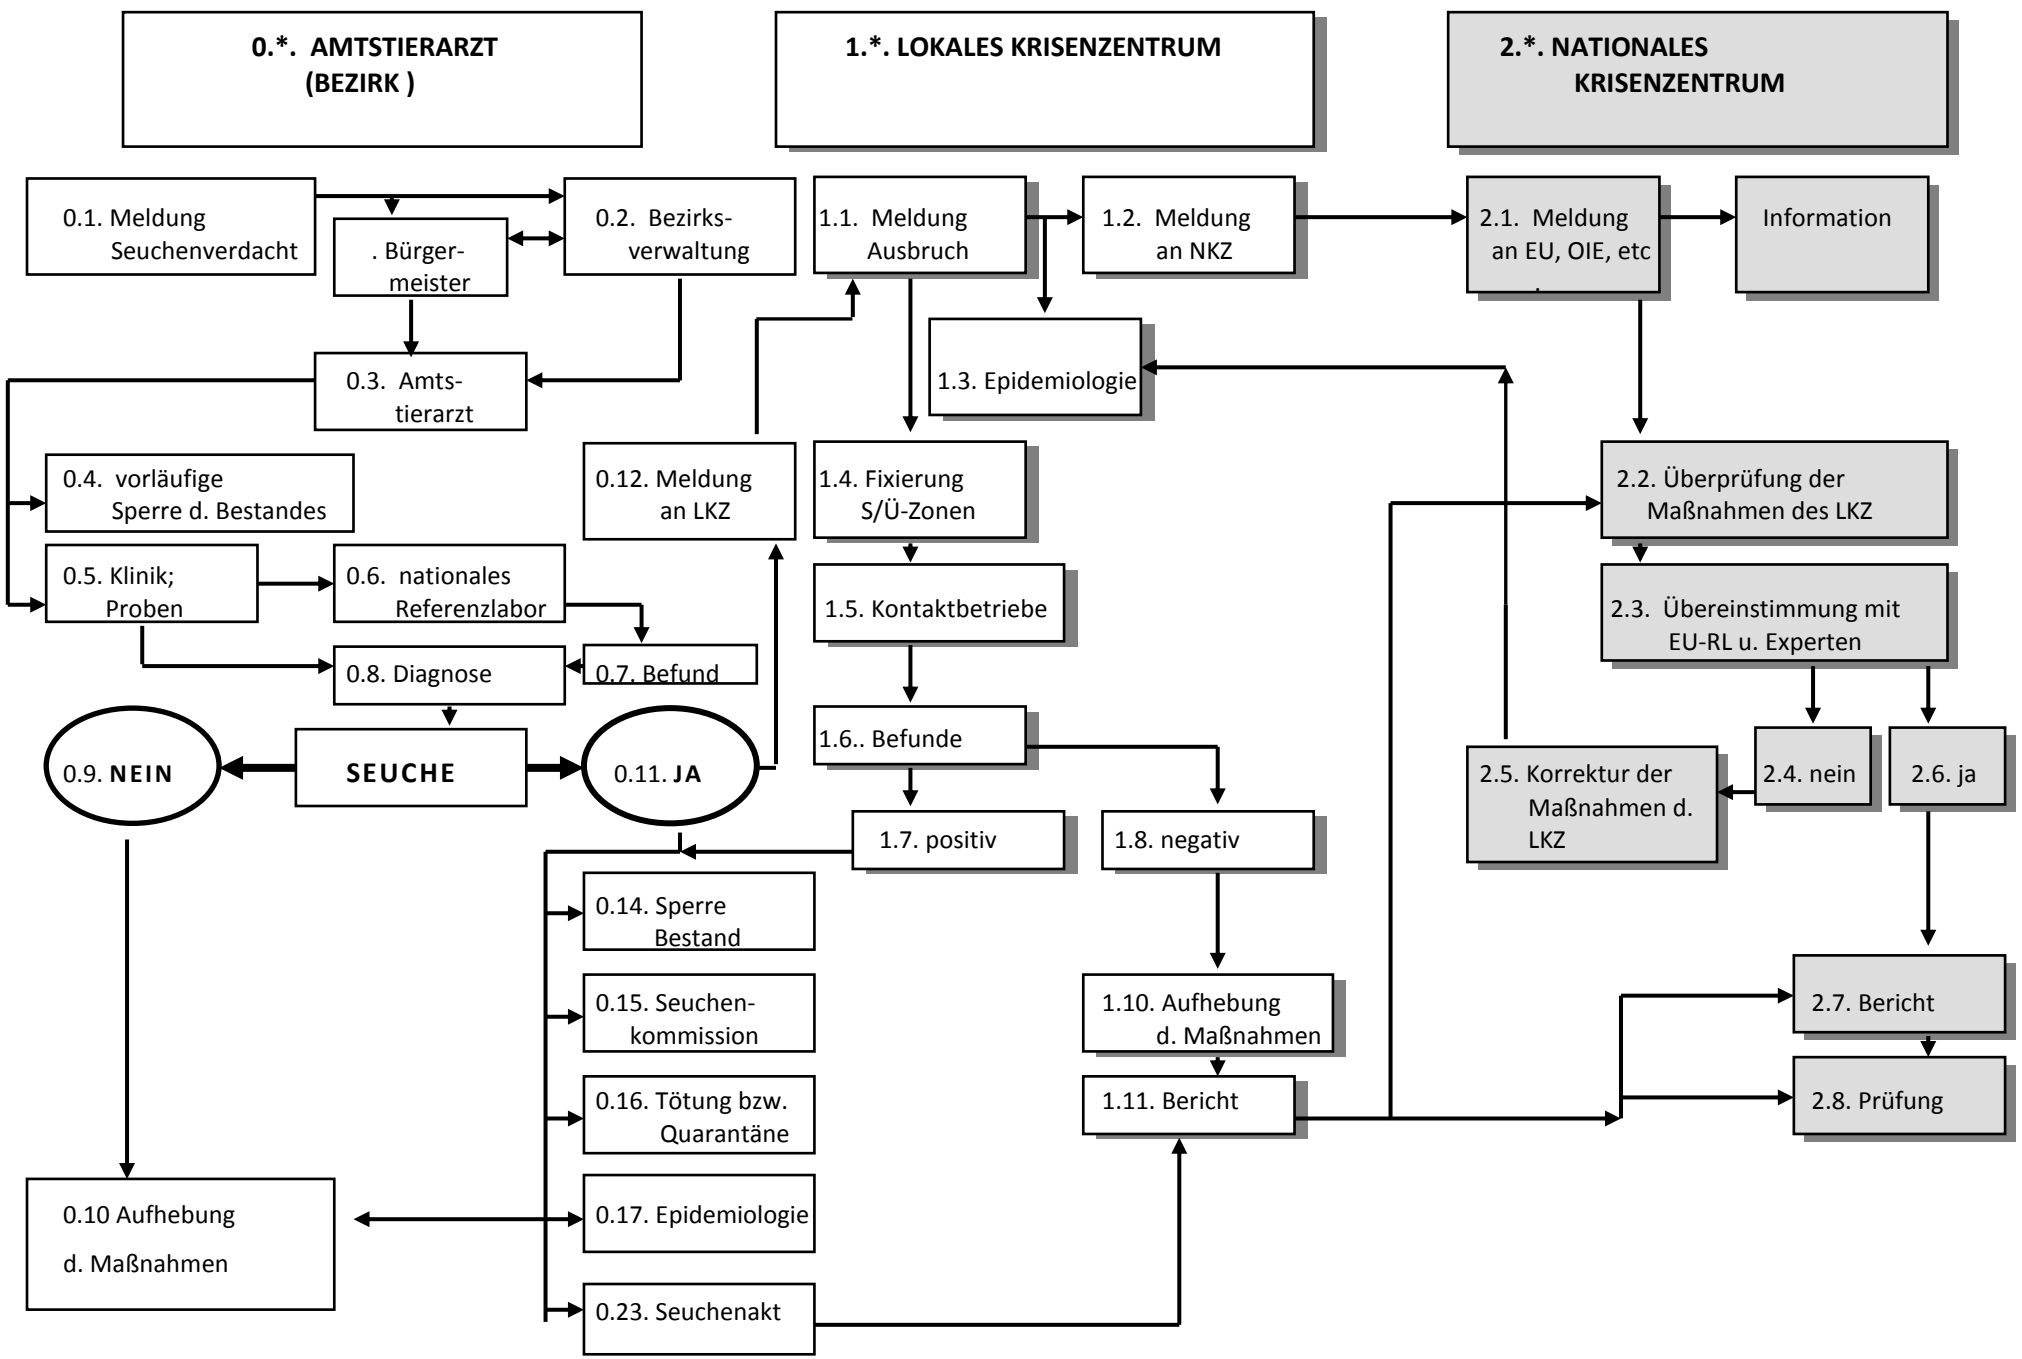 0.*. AMTSTIERARZT
(BEZIRK )
1.*. LOKALES KRISENZENTRUM
2.*. NATIONALES
KRISENZENTRUM
0.1. Meldung
Seuchenverdacht
. Bürger-
meister
0.2. Bezirks-
verwaltung
1.1. Meldung
Ausbruch
1.2. Meldung
an NKZ
2.1. Meldung
an EU, OIE, etc
.
Information
0.3. Amts-
tierarzt
1.3. Epidemiologie
0.4. vorläufige
Sperre d. Bestandes
0.12. Meldung
an LKZ
1.4. Fixierung
S/Ü-Zonen
2.2. Überprüfung der
Maßnahmen des LKZ
0.5. Klinik;
Proben
0.6. nationales
Referenzlabor
1.5. Kontaktbetriebe
2.3. Übereinstimmung mit
EU-RL u. Experten
0.8. Diagnose
0.7. Befund
0.9. NEIN
SEUCHE
0.11. JA
1.6.. Befunde
2.5. Korrektur der
Maßnahmen d.
LKZ
2.4. nein
2.6. ja
1.7. positiv
1.8. negativ
0.14. Sperre
Bestand
0.15. Seuchen-
kommission
1.10. Aufhebung
d. Maßnahmen
2.7. Bericht
0.16. Tötung bzw.
Quarantäne
1.11. Bericht
2.8. Prüfung
0.10 Aufhebung
d. Maßnahmen
0.17. Epidemiologie
0.23. Seuchenakt